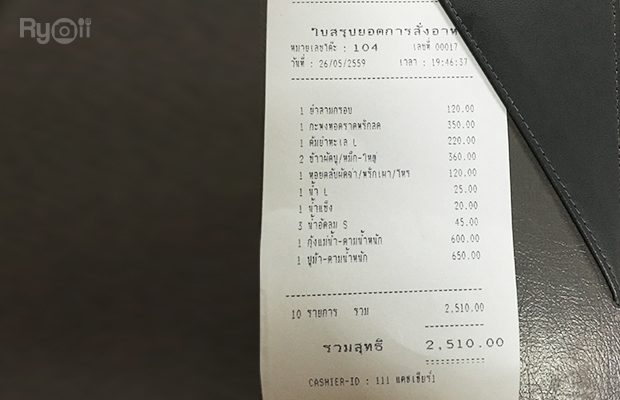 Ryoii
ใบสรุปยอดการสั่งอาห
หมายเลขโต๊ะ : 104 เลขที่ 00017
วันที่ : 26/05/2559 เวลา : 19:46:37
1 ยำสามกรอบ 120.00
1 กะพงทอดราดพริกสด 350.00
1 ต้มยำทะเล L 220.00
2 ข้าวผัดปู/หมึก-ใหญ่ 360.00
1 หอยตลับผัดฉ่า/พริกเผา/โหร 120.00
1 น้ำ L 25.00
1 น้ำแข็ง 20.00
3 น้ำอัดลม S 45.00
1 กุ้งแม่น้ำ-ตามน้ำหนัก 600.00
1 ปูม้า-ตามน้ำหนัก 650.00
10 รายการ รวม 2,510.00
รวมสุทธิ 2,510.00
CASHIER-ID : 111 แคชเชียร์1